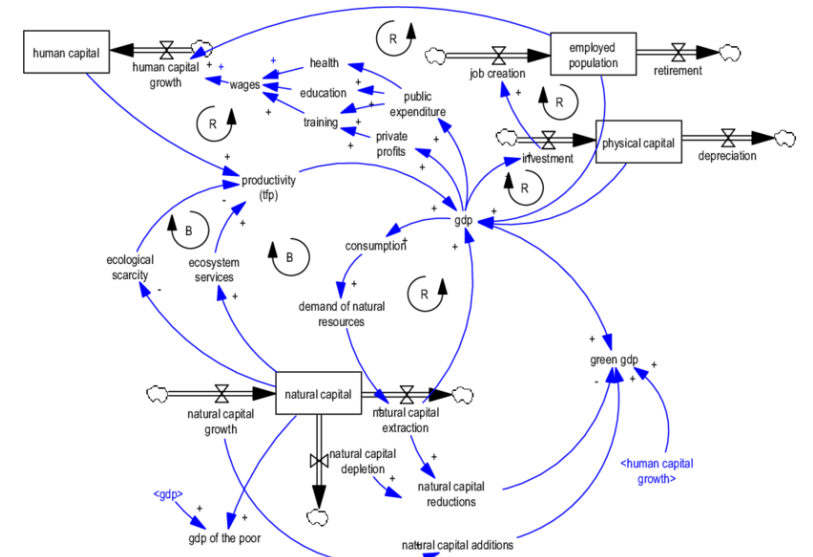 human capital
human capital
growth
+
+
+
R
employed
population
job creation
retirement
health
education
training
wages
+
+
+
+
+
public
expenditure
private
profits
+
+
+
R
R
+
investment
physical capital
depreciation
R
+
productivity
(tfp)
-
+
+
+
gdp
+
+
+
B
B
R
consumption
+
ecological
scarcity
-
ecosystem
services
+
demand of natural
resources
+
+
green gdp
-
+
+
natural capital
natural capital
growth
natural capital
extraction
natural capital
depletion
+
+
natural capital
reductions
<human capital
growth>
<gdp>
+
+
gdp of the poor
natural capital additions